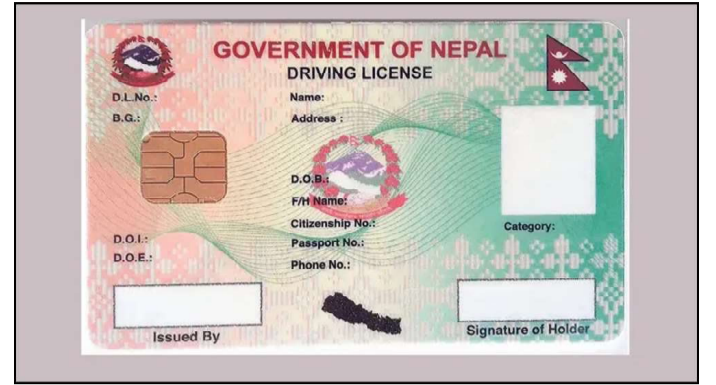 GOVERNMENT OF NEPAL
DRIVING LICENSE
D.L.No.:
Name:
B.G.:
Address :
D.O.B.:
F/H Name:
Citizenship No.:
Category:
D.O.I.:
Passport No.:
D.O.E.:
Phone No.:
Issued By
Signature of Holder